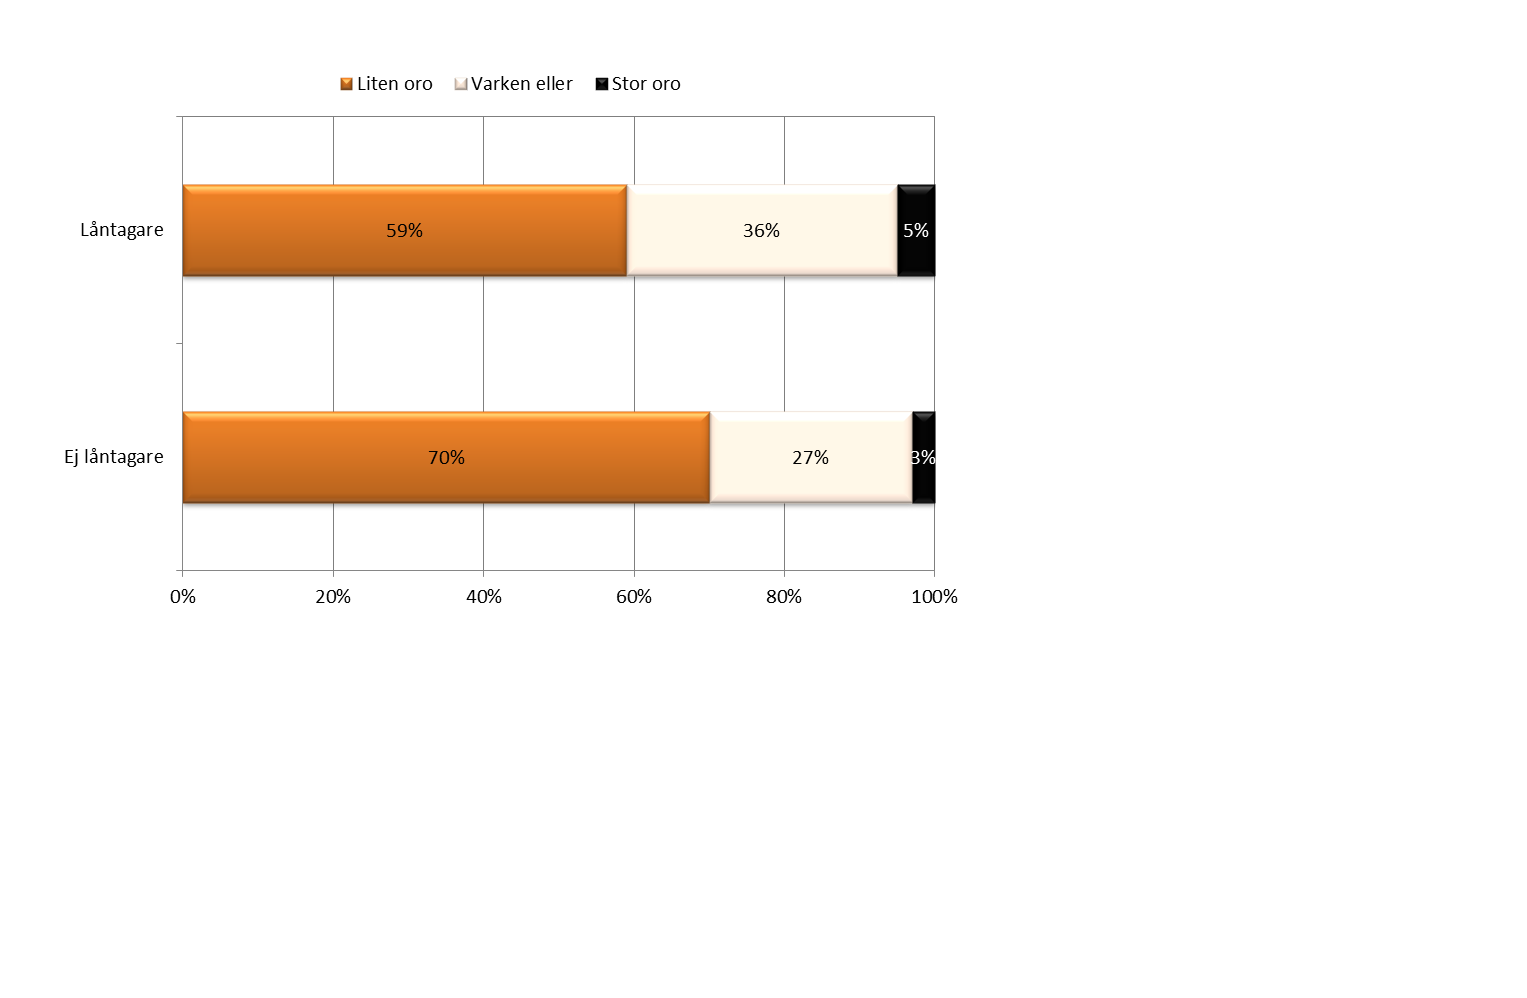 Liten oro Varken eller Stor oro
Låntagare 59% 36% 5%
Ej låntagare 70% 27% 3%
0% 20% 40% 60% 80% 100%